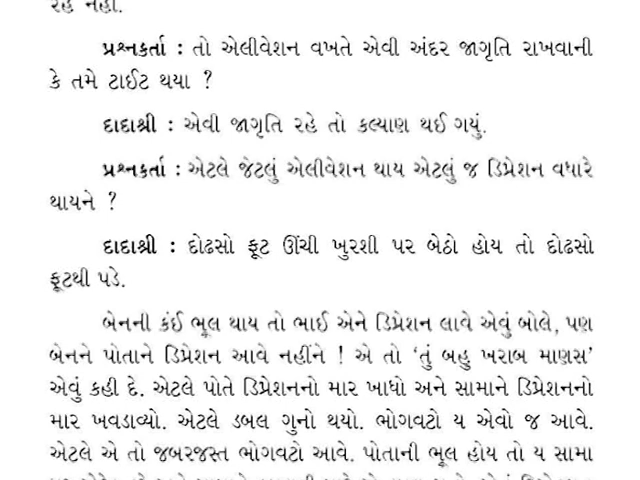 રહે નહીં.
પ્રશ્નકર્તા : તો એલીવેશન વખતે એવી અંદર જાગૃતિ રાખવાની
કે તમે ટાઈટ થયા ?
દાદાશ્રી : એવી જાગૃતિ રહે તો કલ્યાણ થઈ ગયું.
પ્રશ્નકર્તા : એટલે જેટલું એલીવેશન થાય એટલું જ ડિપ્રેશન વધારે
થાયને ?
દાદાશ્રી : દોઢસો ફૂટ ઊંચી ખુરશી પર બેઠો હોય તો દોઢસો
ફૂટથી પડે.
બેનની કંઈ ભૂલ થાય તો ભાઈ એને ડિપ્રેશન લાવે એવું બોલે, પણ
બેનને પોતાને ડિપ્રેશન આવે નહીંને ! એ તો ‘તું બહુ ખરાબ માણસ’
એવું કહી દે. એટલે પોતે ડિપ્રેશનનો માર ખાધો અને સામાને ડિપ્રેશનનો
માર ખવડાવ્યો. એટલે ડબલ ગુનો થયો. ભોગવટો ય એવો જ આવે.
એટલે એ તો જબરજસ્ત ભોગવટો આવે. પોતાની ભૂલ હોય તો ય સામા